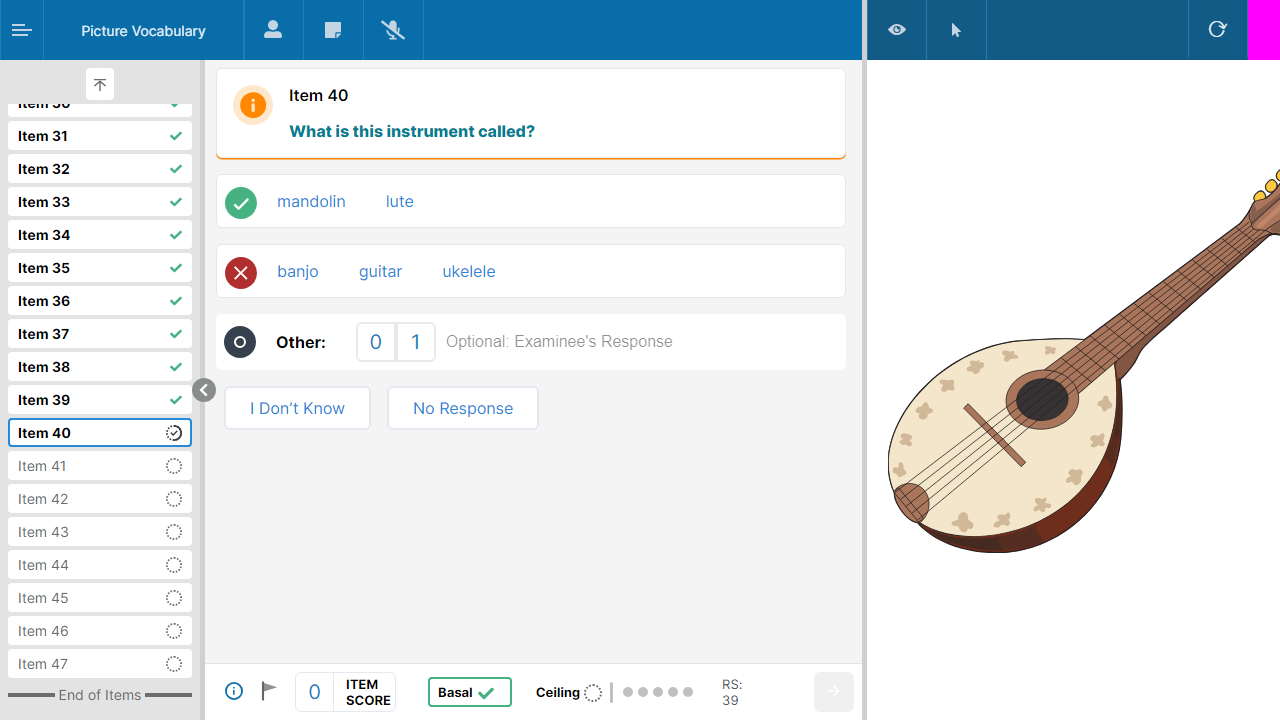 Picture Vocabulary
Item 30
Item 31
Item 32
Item 33
Item 34
Item 35
Item 36
Item 37
Item 38
Item 39
Item 40
Item 41
Item 42
Item 43
Item 44
Item 45
Item 46
Item 47
End of Items
Item 40
What is this instrument called?
mandolin lute
banjo guitar ukelele
Other: 0 1 Optional: Examinee's Response
I Don’t Know No Response
0 ITEM SCORE Basal Ceiling RS: 39